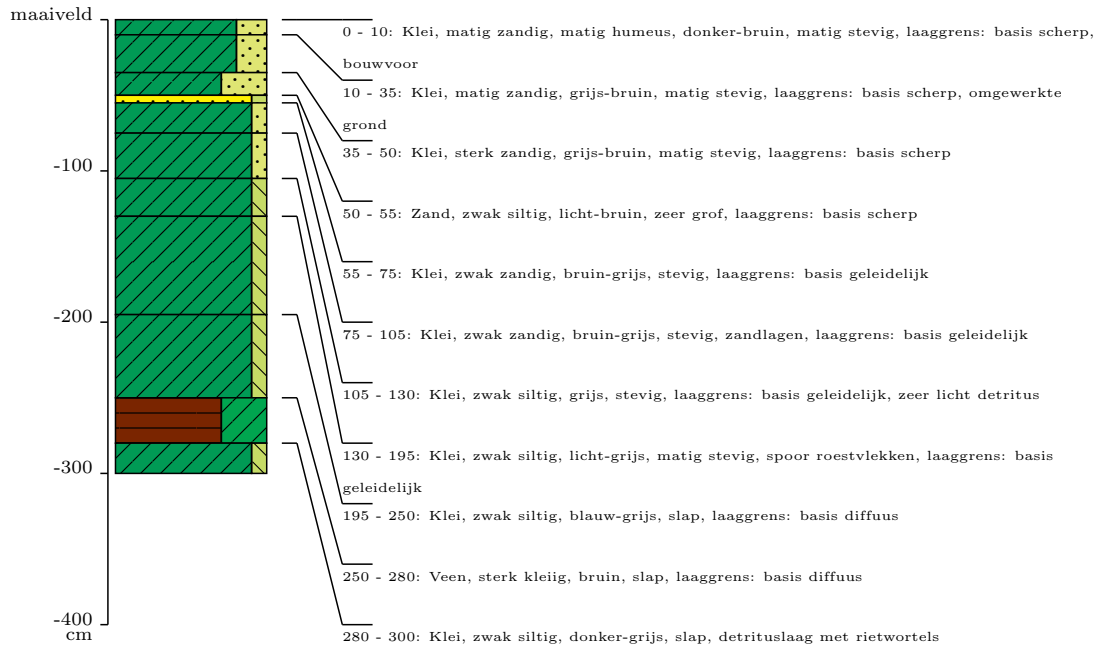 maaiveld
0 - 10: Klei, matig zandig, matig humeus, donker-bruin, matig stevig, laaggrens: basis scherp,
bouwvoor
10 - 35: Klei, matig zandig, grijs-bruin, matig stevig, laaggrens: basis scherp, omgewerkte
grond
35 - 50: Klei, sterk zandig, grijs-bruin, matig stevig, laaggrens: basis scherp
-100
50 - 55: Zand, zwak siltig, licht-bruin, zeer grof, laaggrens: basis scherp
55 - 75: Klei, zwak zandig, bruin-grijs, stevig, laaggrens: basis geleidelijk
-200
75 - 105: Klei, zwak zandig, bruin-grijs, stevig, zandlagen, laaggrens: basis geleidelijk
105 - 130: Klei, zwak siltig, grijs, stevig, laaggrens: basis geleidelijk, zeer licht detritus
130 - 195: Klei, zwak siltig, licht-grijs, matig stevig, spoor roestvlekken, laaggrens: basis
geleidelijk
-300
195 - 250: Klei, zwak siltig, blauw-grijs, slap, laaggrens: basis diffuus
250 - 280: Veen, sterk kleiig, bruin, slap, laaggrens: basis diffuus
-400
cm
280 - 300: Klei, zwak siltig, donker-grijs, slap, detrituslaag met rietwortels